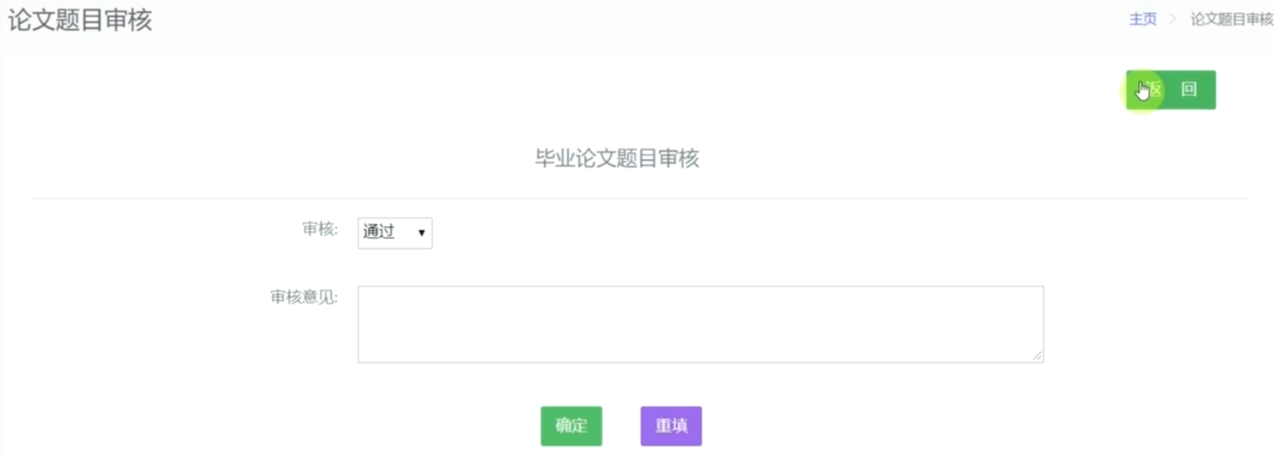 论文题目审核
主页 > 论文题目审核
返 回
毕业论文题目审核
审核: 通过
审核意见:
确定 重填